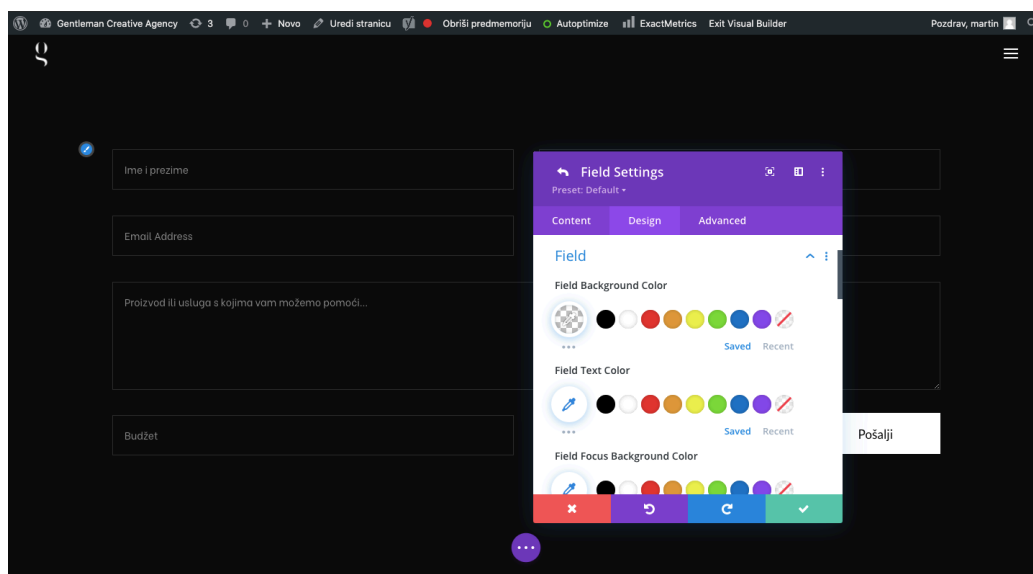 Gentleman Creative Agency 3 0 + Novo Uredi stranicu Obriši predmemoriju Autoptimize ExactMetrics Exit Visual Builder Pozdrav, martin
g
Ime i prezime
Email Address
Proizvod ili usluga s kojima vam možemo pomoći...
Budžet
Field Settings
Preset: Default
Content Design Advanced
Field
Field Background Color
Saved Recent
Field Text Color
Saved Recent
Field Focus Background Color
Pošalji